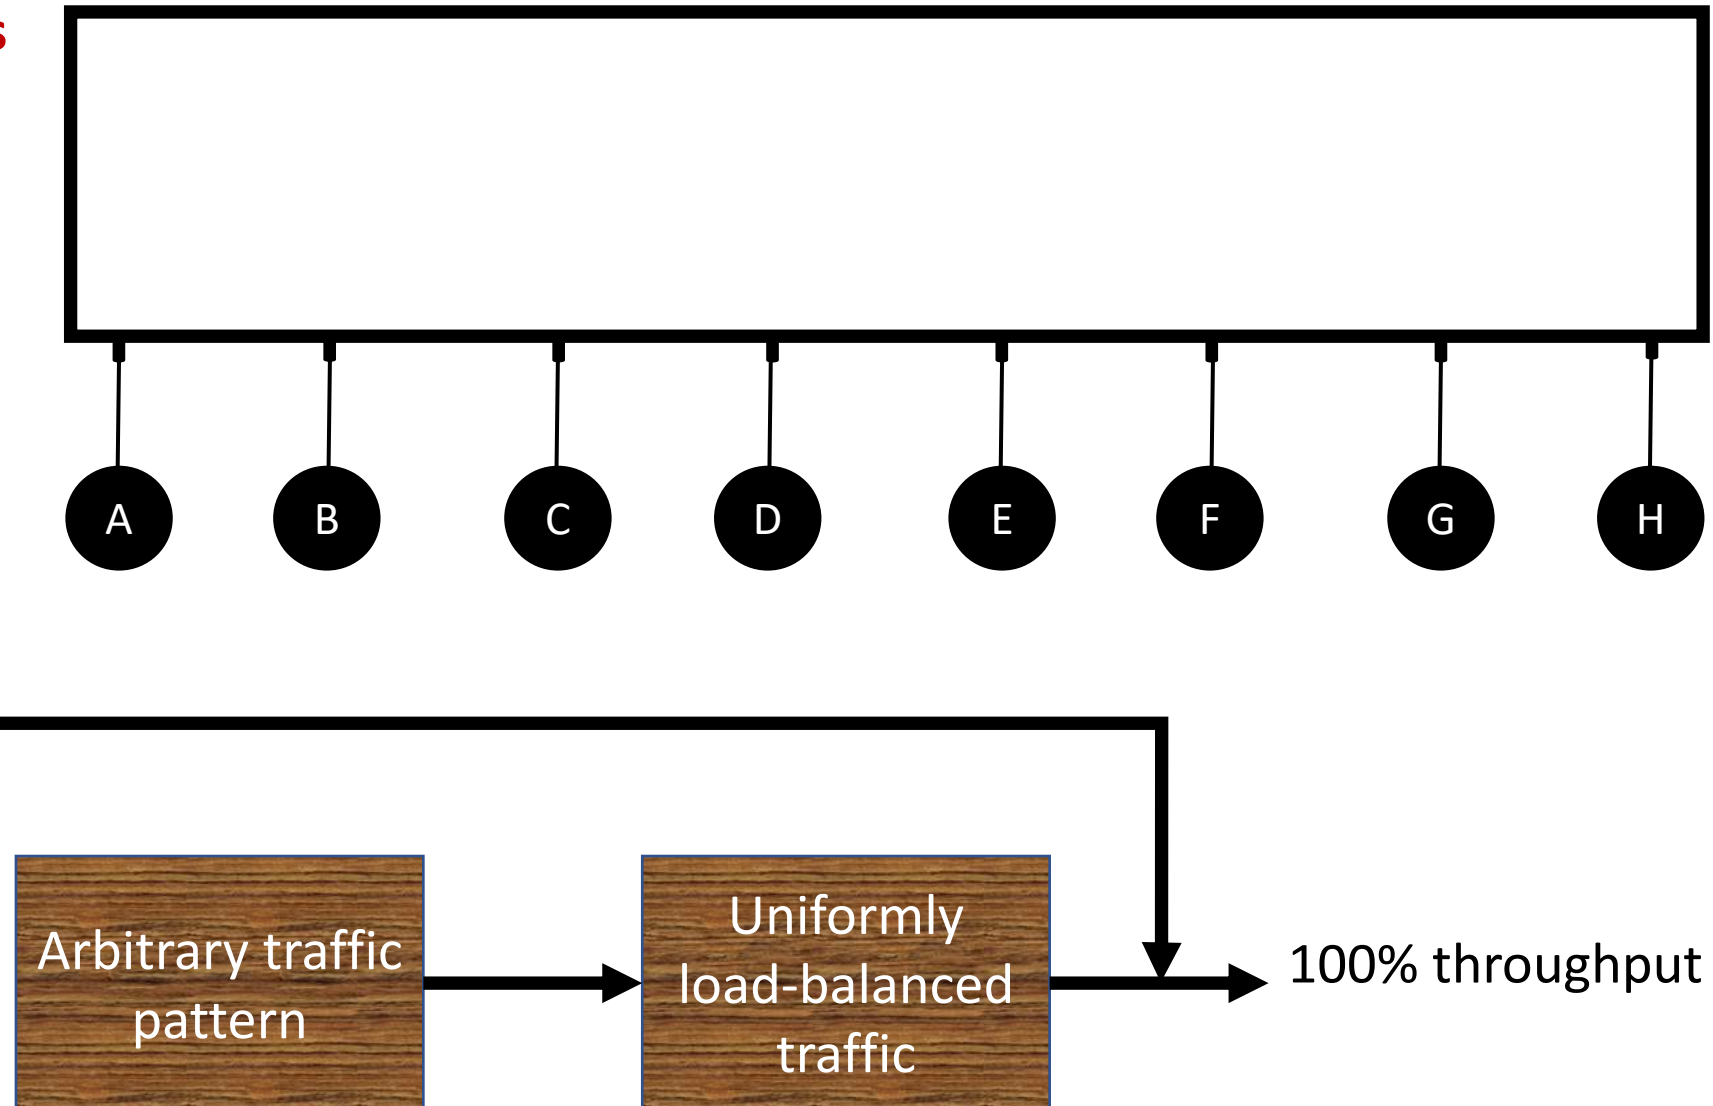 s
A B C D E F G H
Arbitrary traffic
pattern
Uniformly
load-balanced
traffic
100% throughput